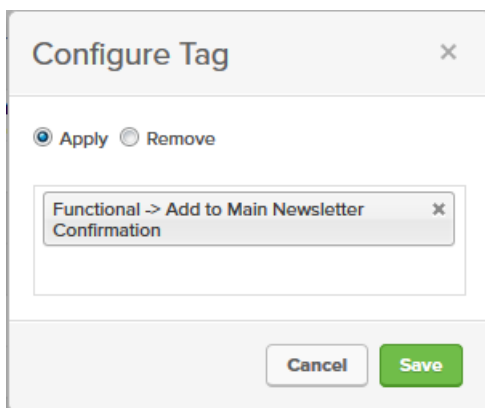 Configure Tag ×
Apply Remove
Functional -> Add to Main Newsletter ×
Confirmation
Cancel Save